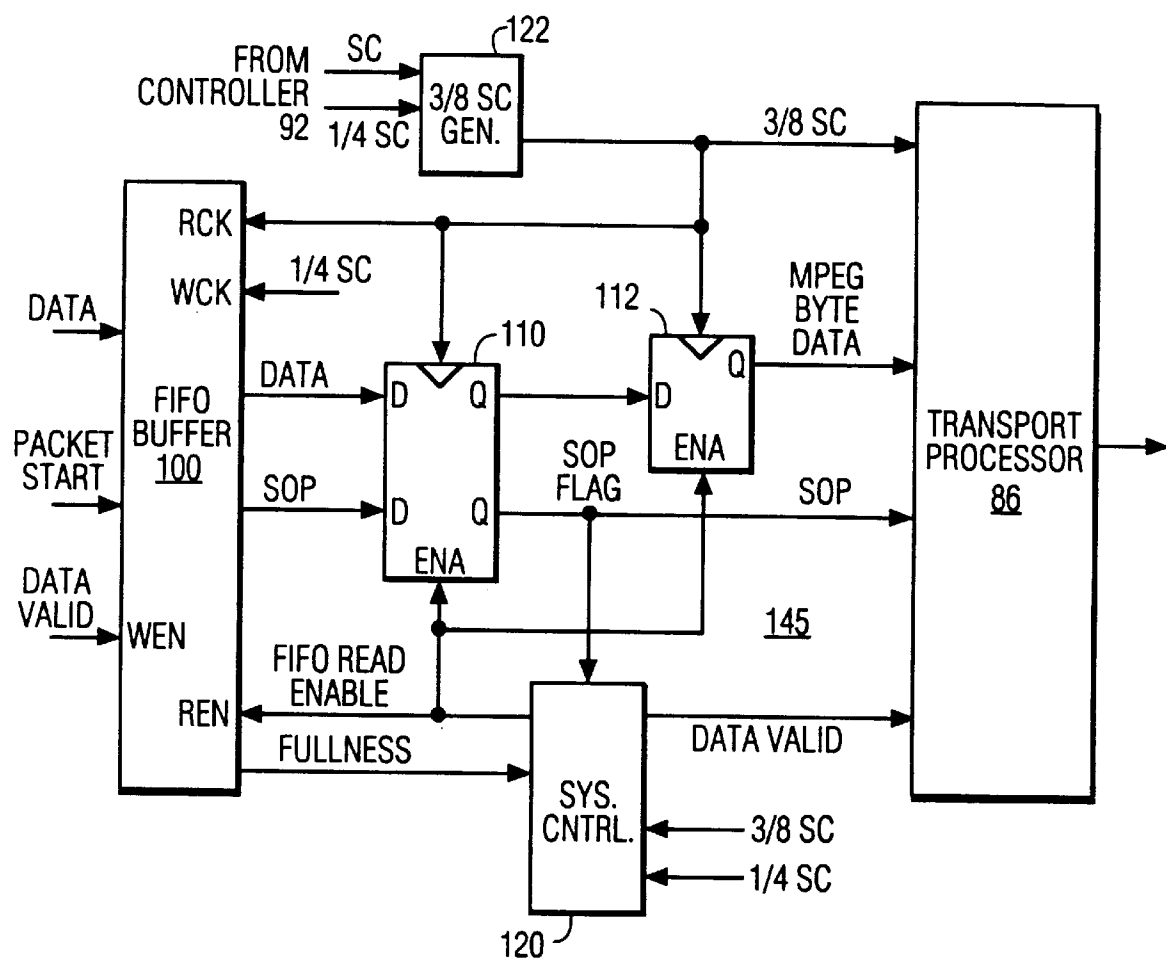 122
FROM
CONTROLLER
92
SC
1/4 SC
3/8 SC
GEN.
3/8 SC
RCK
WCK
1/4 SC
DATA
PACKET
START
DATA
VALID
WEN
FIFO
BUFFER
100
REN
DATA
SOP
110
D
Q
D
Q
ENA
112
D
Q
ENA
MPEG
BYTE
DATA
SOP
FLAG
SOP
TRANSPORT
PROCESSOR
86
145
FIFO READ
ENABLE
FULLNESS
DATA VALID
SYS.
CNTRL.
3/8 SC
1/4 SC
120